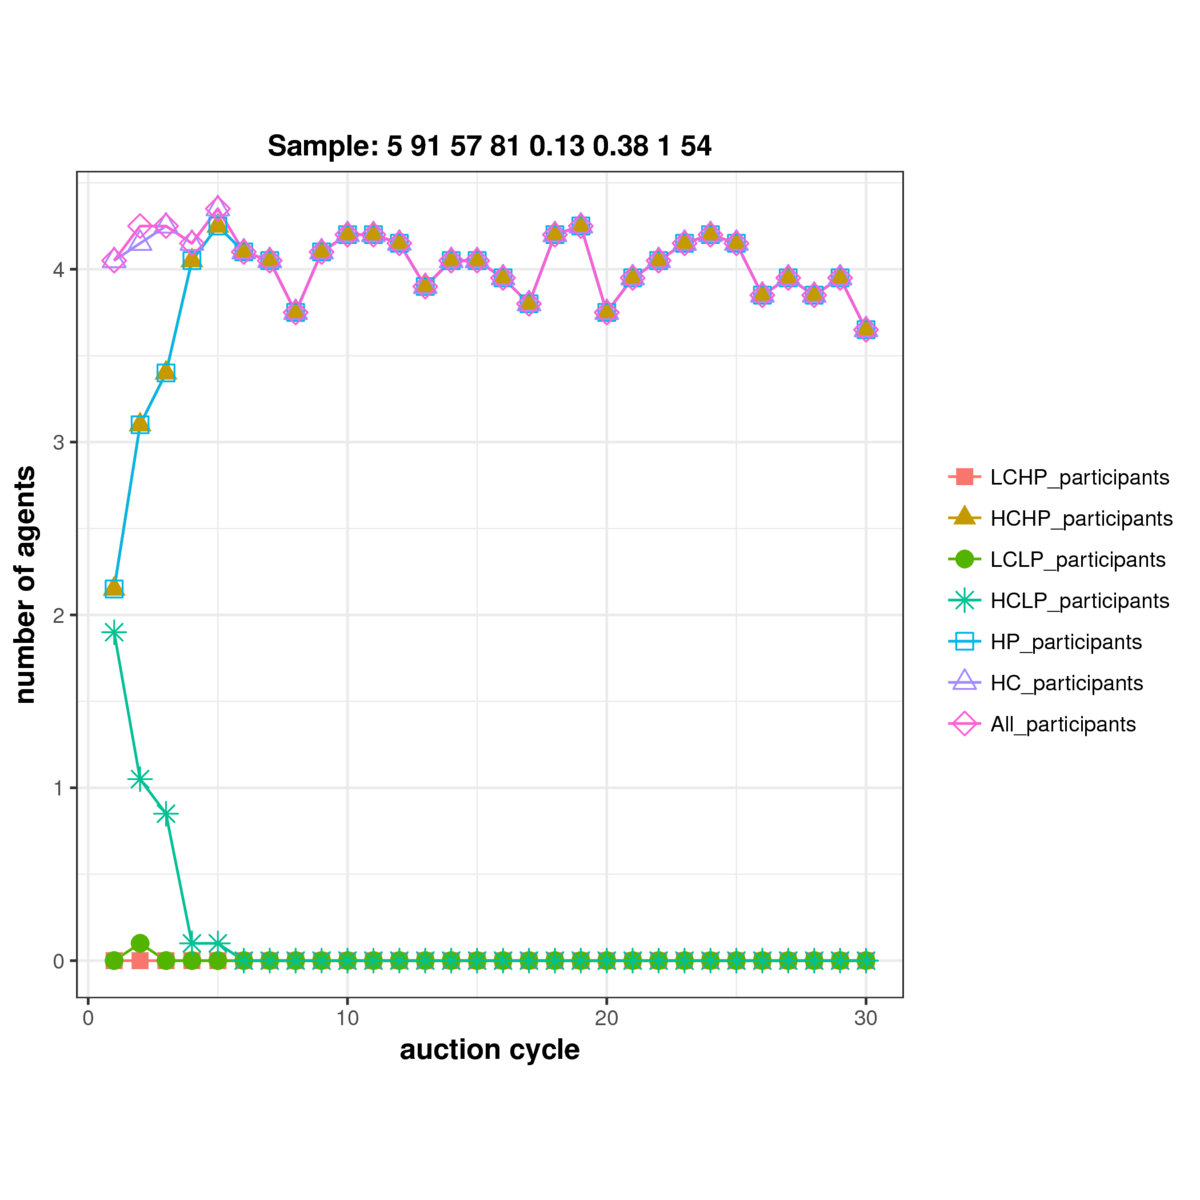 Sample: 5 91 57 81 0.13 0.38 1 54
number of agents
4
3
2
1
0
0 10 20 30
auction cycle
LCHP_participants
HCHP_participants
LCLP_participants
HCLP_participants
HP_participants
HC_participants
All_participants